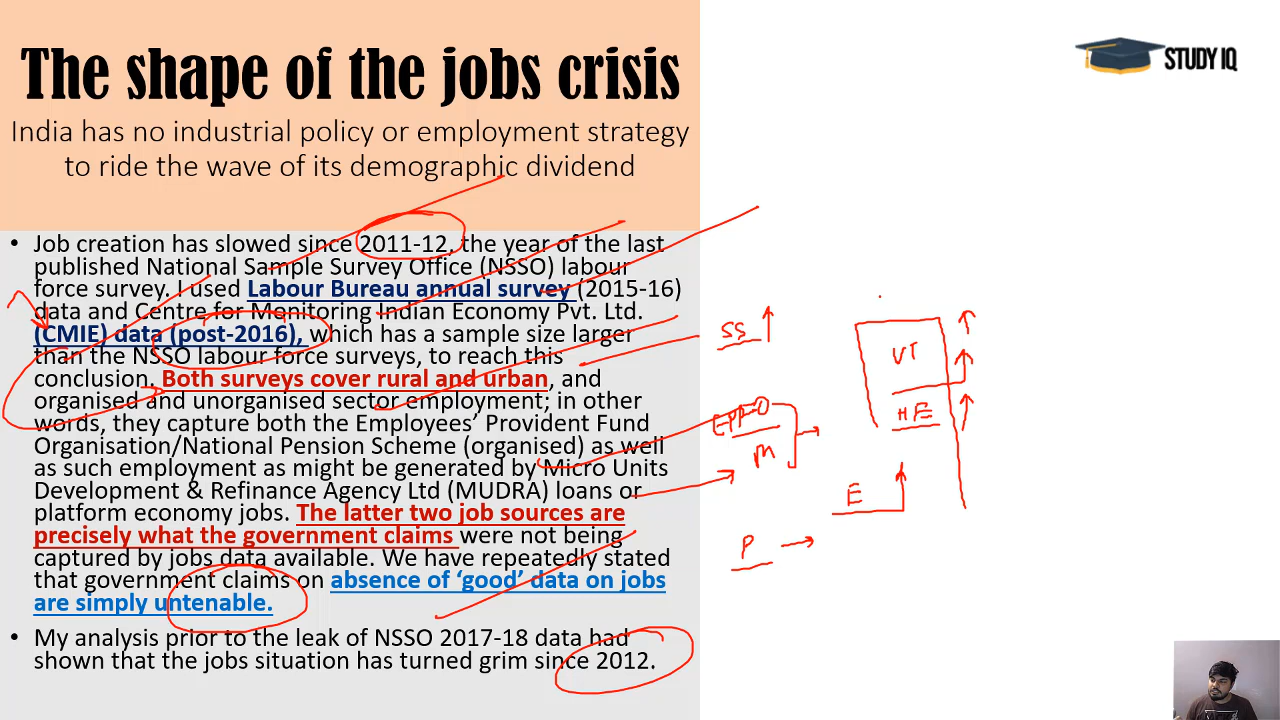 The shape of the jobs crisis
India has no industrial policy or employment strategy
to ride the wave of its demographic dividend
• Job creation has slowed since 2011-12, the year of the last
published National Sample Survey Office (NSSO) labour
force survey. I used Labour Bureau annual survey (2015-16)
data and Centre for Monitoring Indian Economy Pvt. Ltd.
(CMIE) data (post-2016), which has a sample size larger
than the NSSO labour force surveys, to reach this
conclusion. Both surveys cover rural and urban, and
organised and unorganised sector employment; in other
words, they capture both the Employees’ Provident Fund
Organisation/National Pension Scheme (organised) as well
as such employment as might be generated by Micro Units
Development & Refinance Agency Ltd (MUDRA) loans or
platform economy jobs. The latter two job sources are
precisely what the government claims were not being
captured by jobs data available. We have repeatedly stated
that government claims on absence of ‘good’ data on jobs
are simply untenable.
• My analysis prior to the leak of NSSO 2017-18 data had
shown that the jobs situation has turned grim since 2012.
STUDY IQ
SS
VT
HE
M
E
P